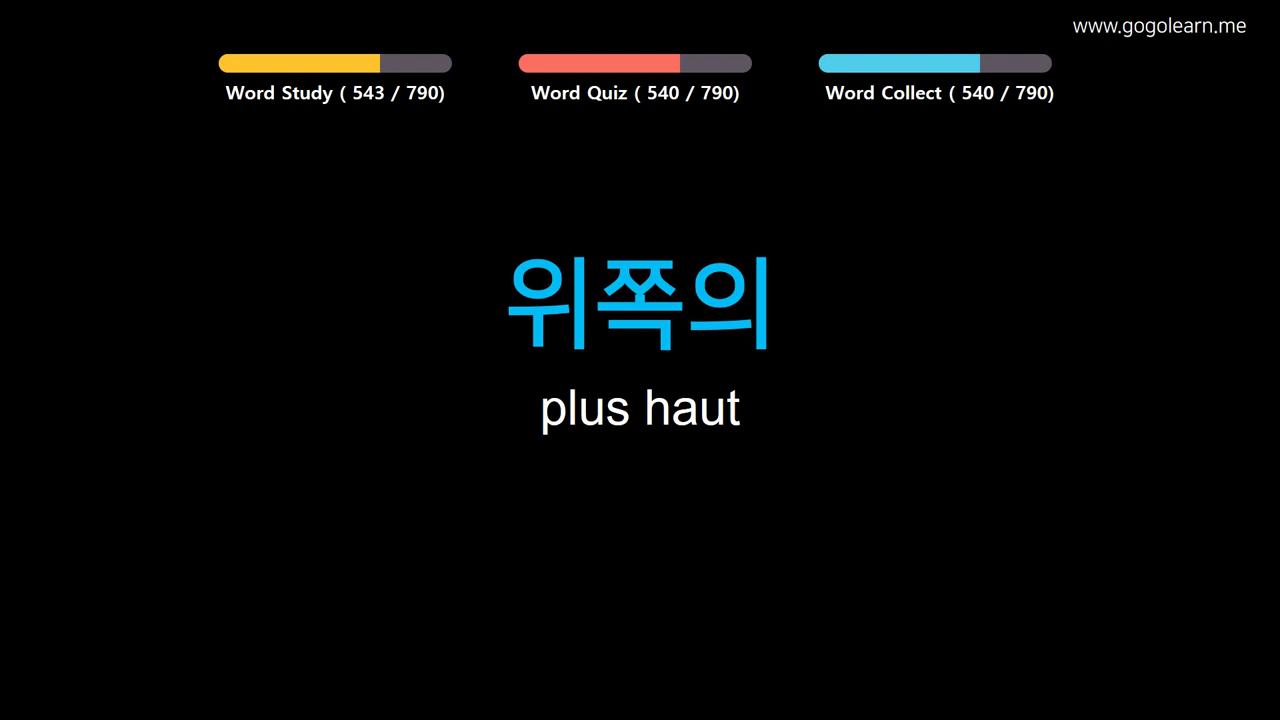 www.gogolearn.me
Word Study ( 543 / 790)
Word Quiz ( 540 / 790)
Word Collect ( 540 / 790)
위쪽의
plus haut